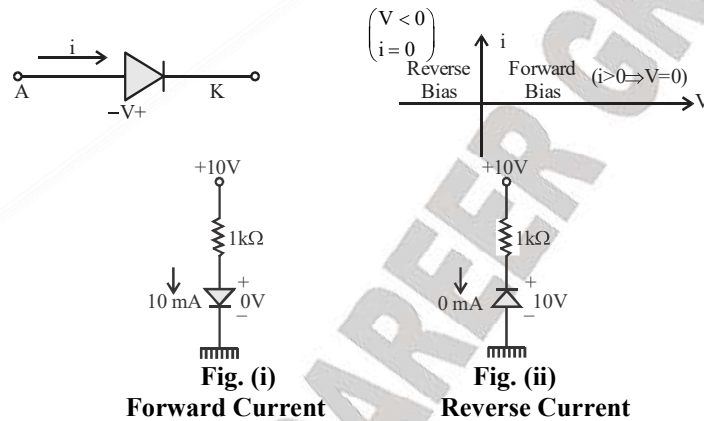 i
A
K
−V+
(V < 0
i = 0)
i
Reverse Bias
Forward Bias
(i>0⇒V=0)
V
+10V
1kΩ
10 mA
+
0V
−
Fig. (i)
Forward Current
+10V
1kΩ
0 mA
+
10V
−
Fig. (ii)
Reverse Current